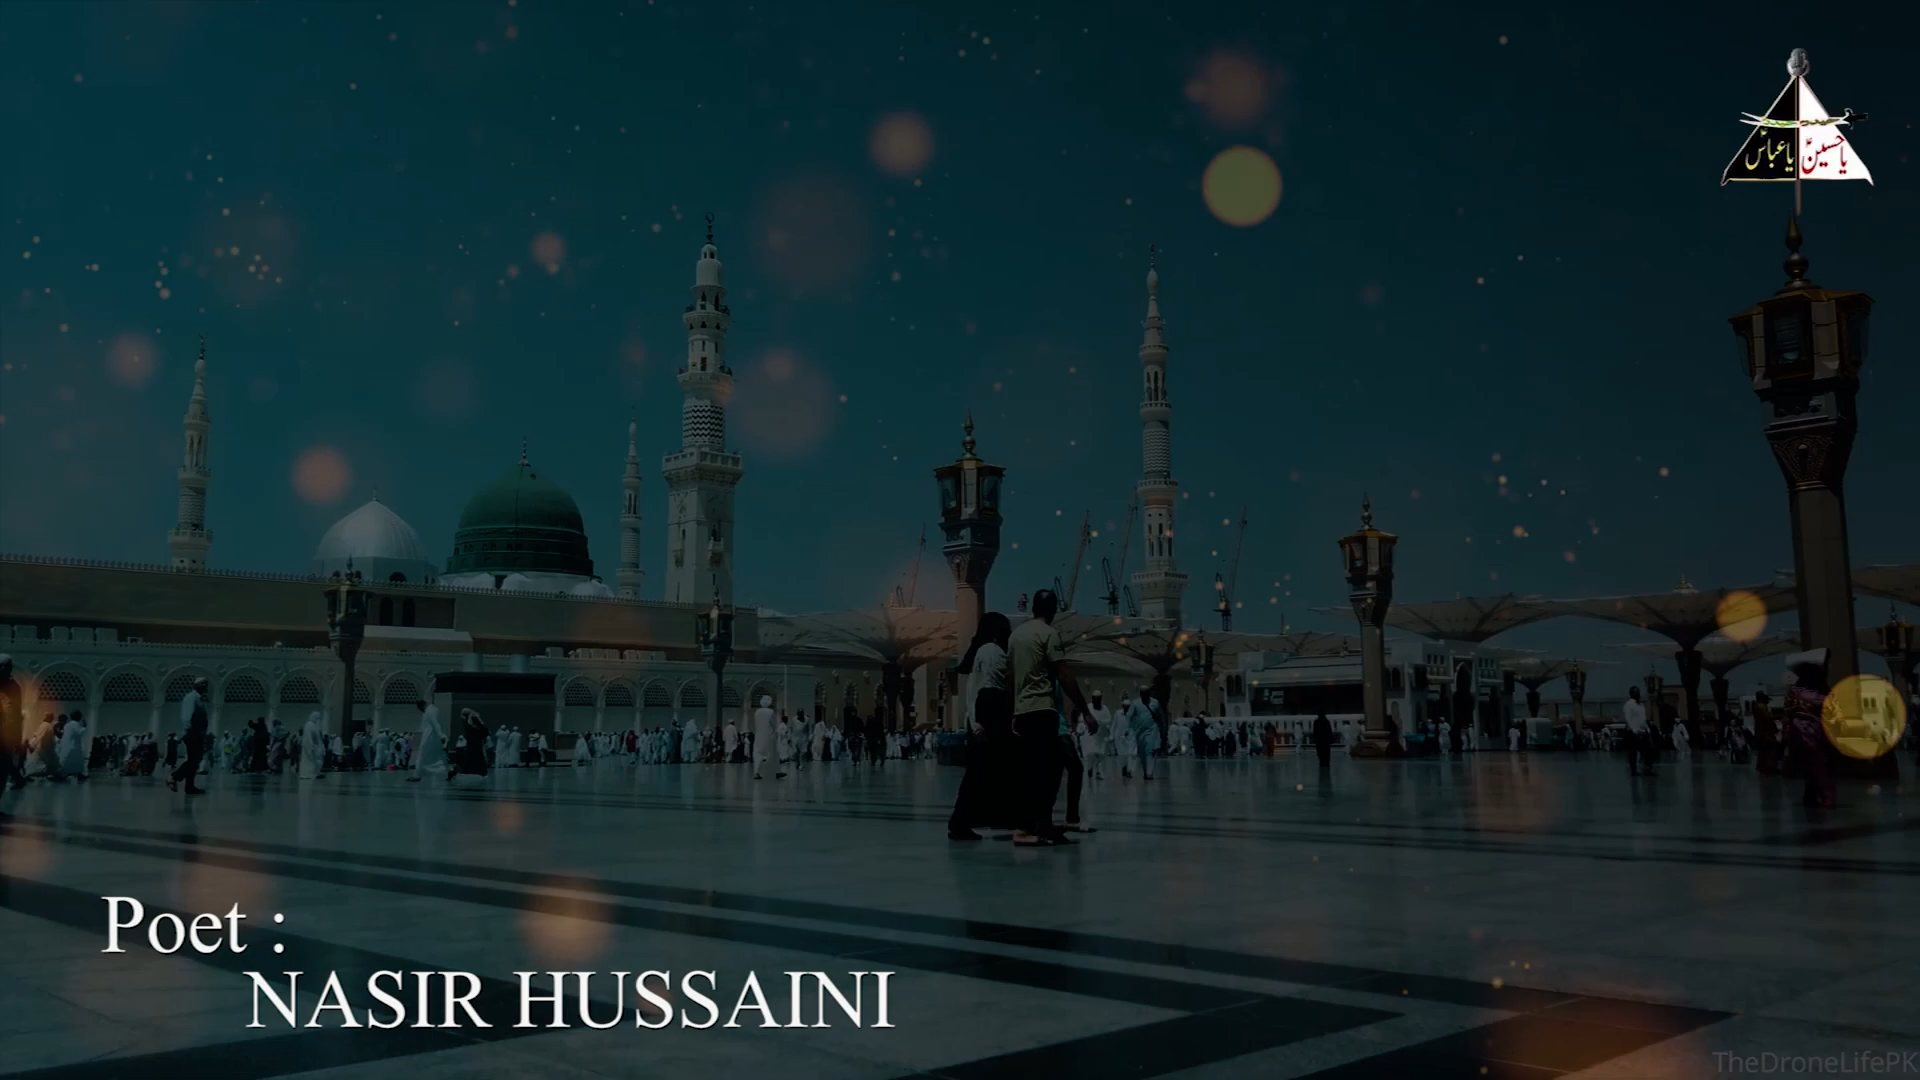 یا حسینؑ
یا عباسؑ
Poet :
NASIR HUSSAINI
TheDroneLifePK